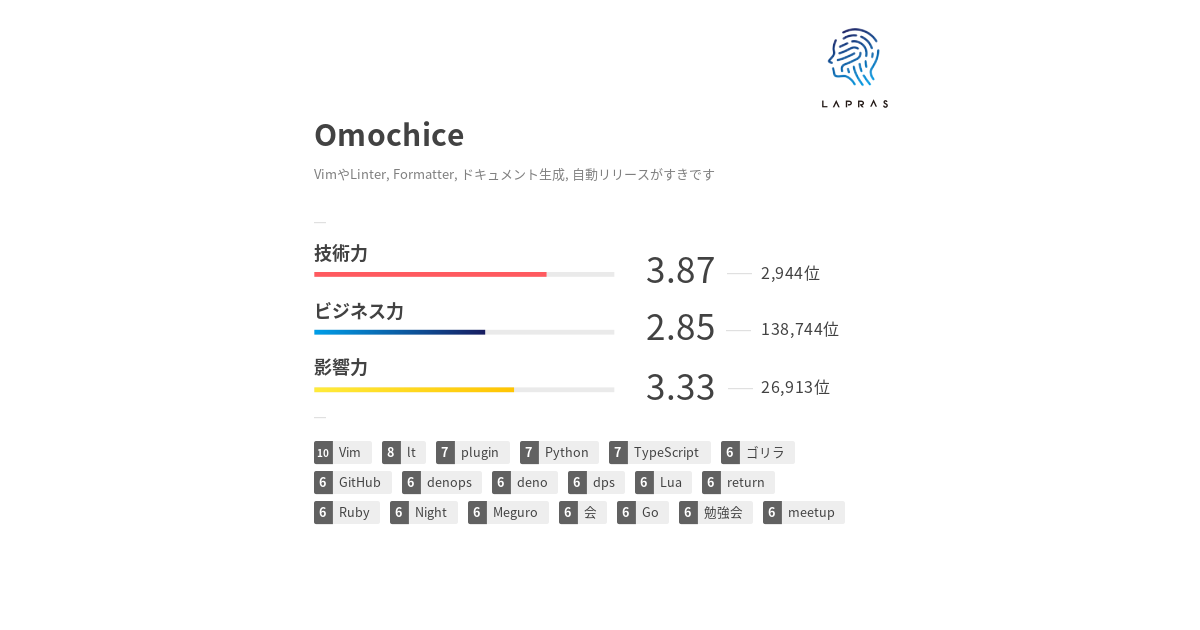 LAPRAS
Omochice
VimやLinter, Formatter, ドキュメント生成, 自動リリースがすきです
技術力
3.87 2,944位
ビジネス力
2.85 138,744位
影響力
3.33 26,913位
10 Vim 8 lt 7 plugin 7 Python 7 TypeScript 6 ゴリラ
6 GitHub 6 denops 6 deno 6 dps 6 Lua 6 return
6 Ruby 6 Night 6 Meguro 6 会 6 Go 6 勉強会 6 meetup